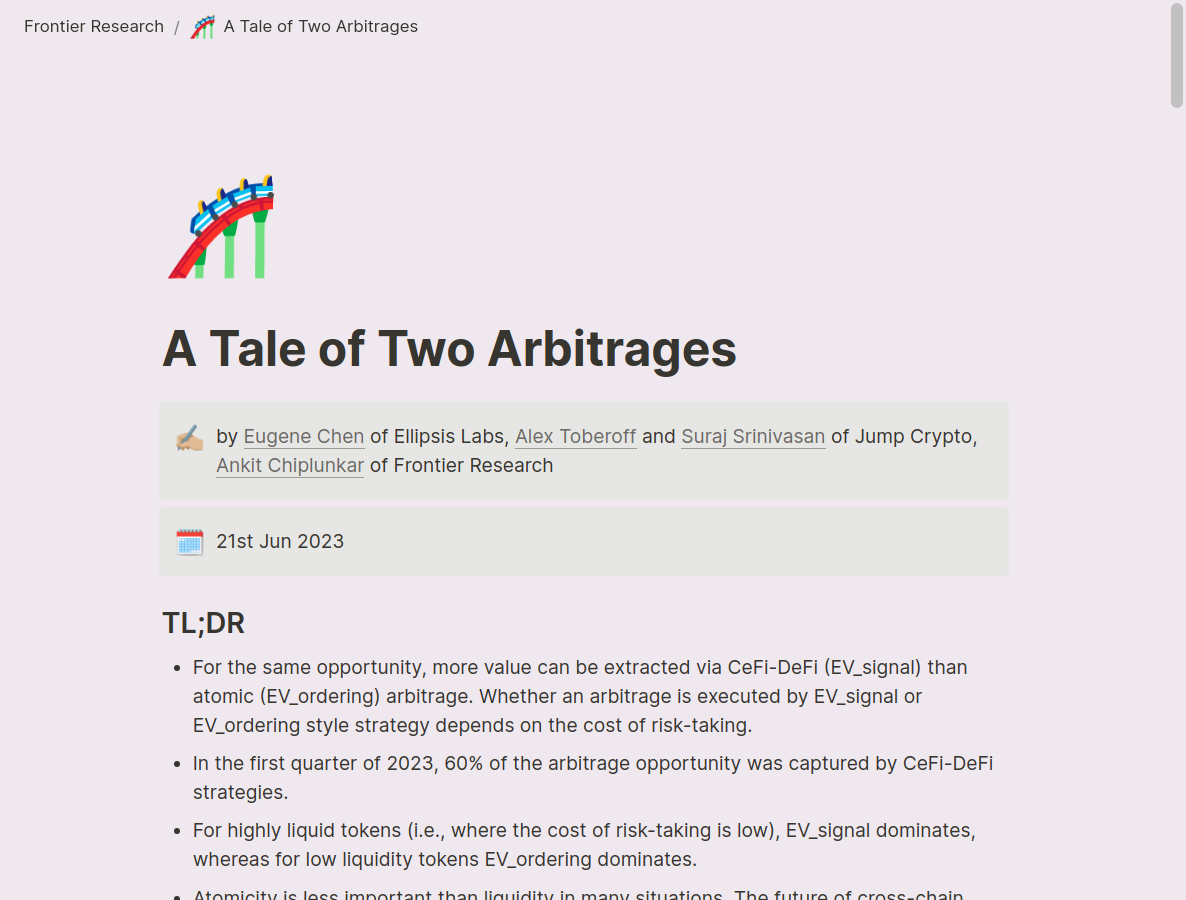 Frontier Research / A Tale of Two Arbitrages
A Tale of Two Arbitrages
by Eugene Chen of Ellipsis Labs, Alex Toberoff and Suraj Srinivasan of Jump Crypto,
Ankit Chiplunkar of Frontier Research
21st Jun 2023
TL;DR
• For the same opportunity, more value can be extracted via CeFi-DeFi (EV_signal) than
atomic (EV_ordering) arbitrage. Whether an arbitrage is executed by EV_signal or
EV_ordering style strategy depends on the cost of risk-taking.
• In the first quarter of 2023, 60% of the arbitrage opportunity was captured by CeFi-DeFi
strategies.
• For highly liquid tokens (i.e., where the cost of risk-taking is low), EV_signal dominates,
whereas for low liquidity tokens EV_ordering dominates.
• Atomicity is less important than liquidity in many situations. The future of cross-chain